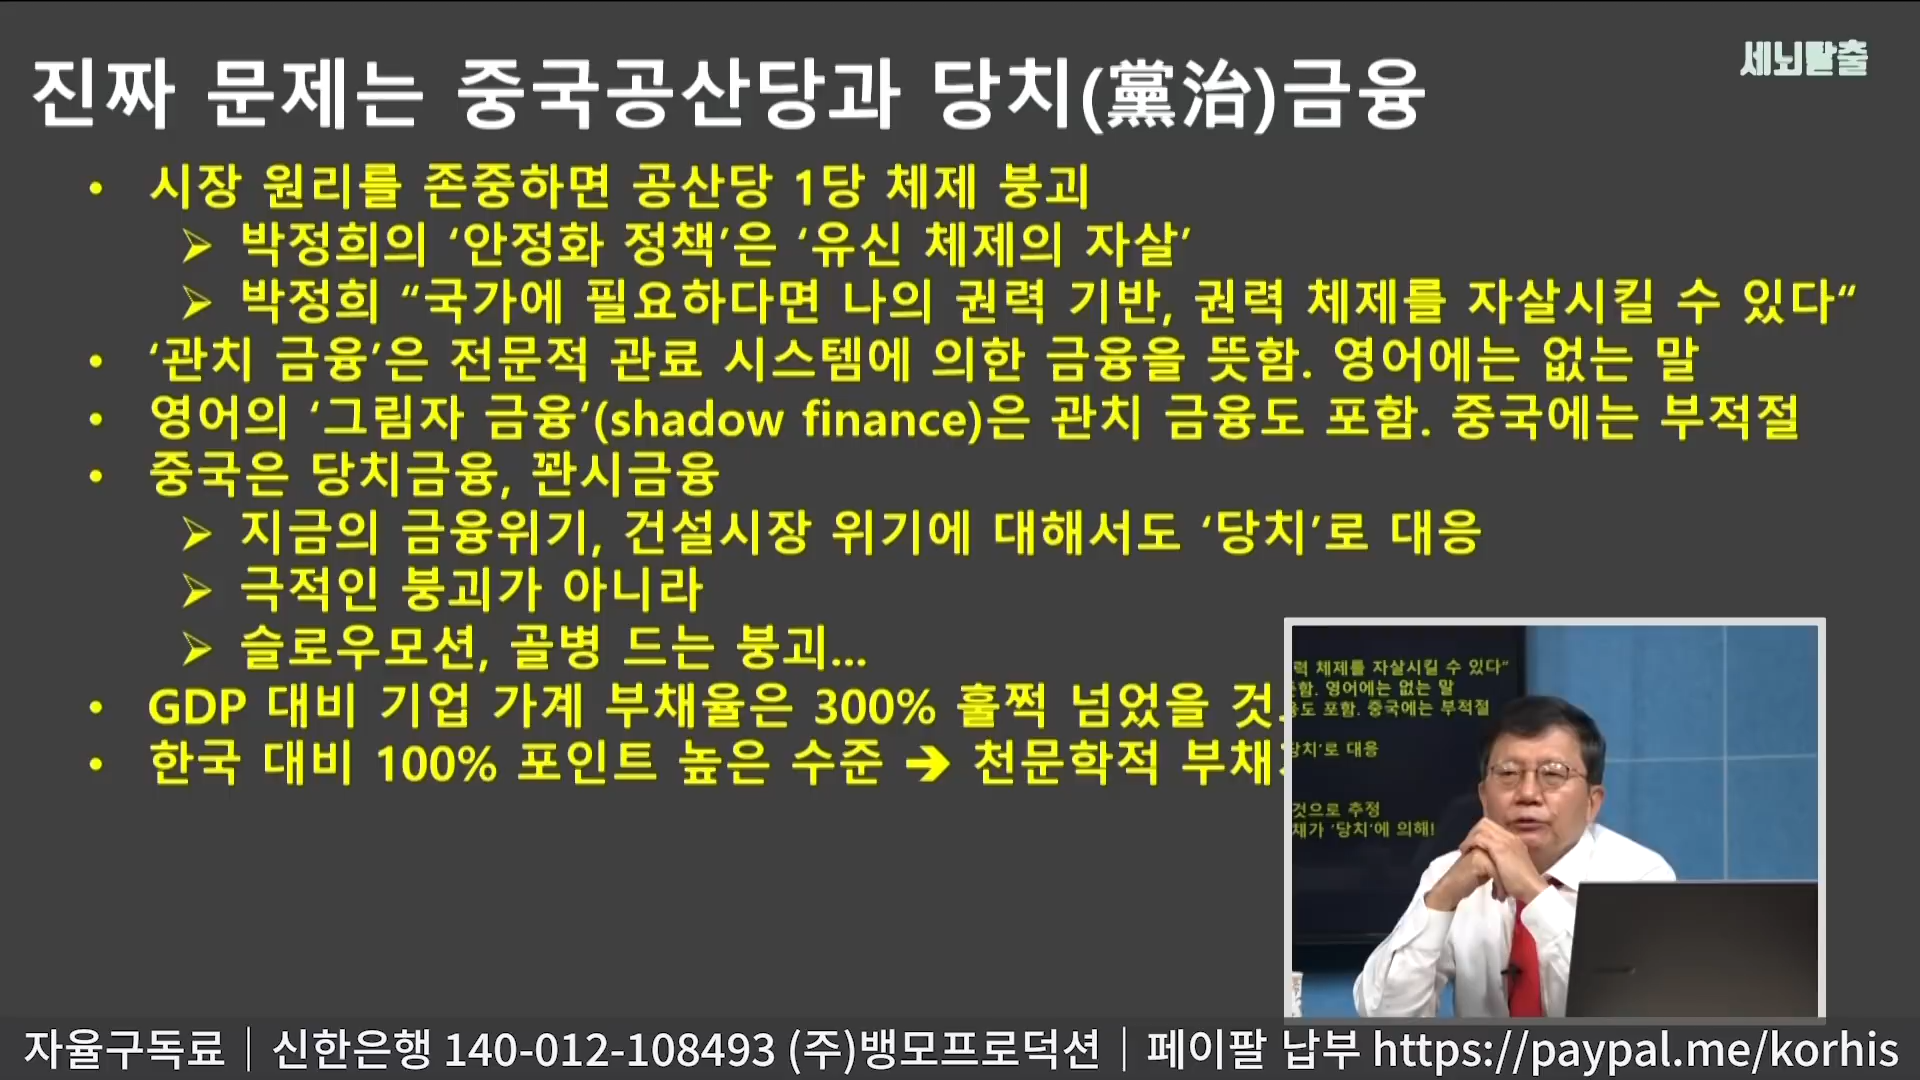 진짜 문제는 중국공산당과 당치(黨治)금융
세뇌탈출
• 시장 원리를 존중하면 공산당 1당 체제 붕괴
➢ 박정희의 ‘안정화 정책’은 ‘유신 체제의 자살’
➢ 박정희 “국가에 필요하다면 나의 권력 기반, 권력 체제를 자살시킬 수 있다“
• ‘관치 금융’은 전문적 관료 시스템에 의한 금융을 뜻함. 영어에는 없는 말
• 영어의 ‘그림자 금융‘(shadow finance)은 관치 금융도 포함. 중국에는 부적절
• 중국은 당치금융, 꽌시금융
➢ 지금의 금융위기, 건설시장 위기에 대해서도 ‘당치’로 대응
➢ 극적인 붕괴가 아니라
➢ 슬로우모션, 골병 드는 붕괴...
• GDP 대비 기업 가계 부채율은 300% 훌쩍 넘었을 것
• 한국 대비 100% 포인트 높은 수준 ➔ 천문학적 부채
력 체제를 자살시킬 수 있다“
함. 영어에는 없는 말
도 포함. 중국에는 부적절
당치’로 대응
것으로 추정
채가 ‘당치’에 의해!
자율구독료│신한은행 140-012-108493 (주)뱅모프로덕션│페이팔 납부 https://paypal.me/korhis